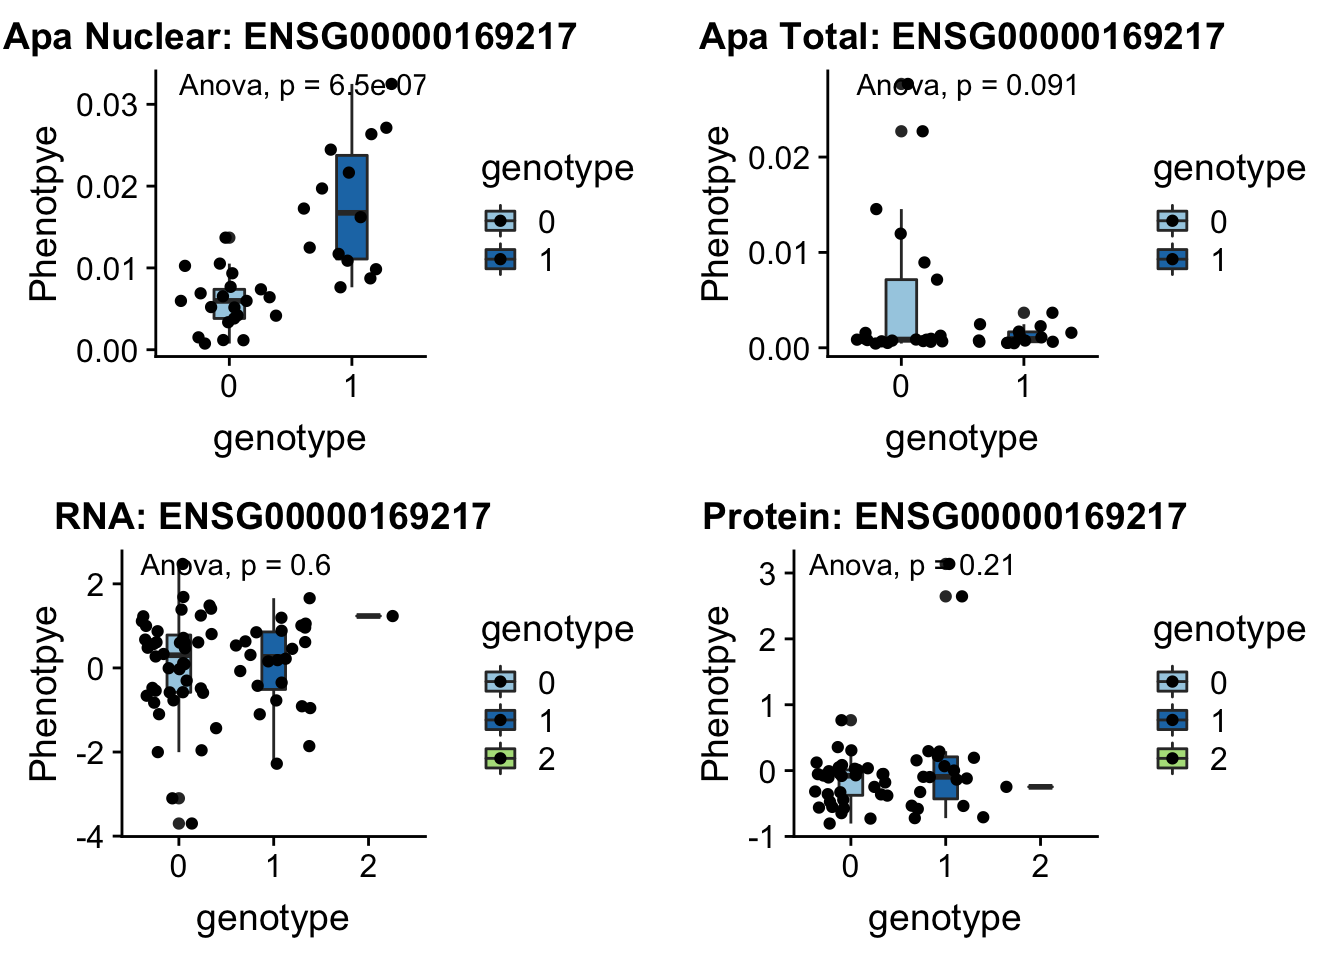 Apa Nuclear: ENSG00000169217
Anova, p = 6.5e-07
Phenotpye
0.03
0.02
0.01
0.00
0 1
genotype
genotype
0
1
Apa Total: ENSG00000169217
Anova, p = 0.091
Phenotpye
0.02
0.01
0.00
0 1
genotype
genotype
0
1
RNA: ENSG00000169217
Anova, p = 0.6
Phenotpye
2
0
-2
-4
0 1 2
genotype
genotype
0
1
2
Protein: ENSG00000169217
Anova, p = 0.21
Phenotpye
3
2
1
0
-1
0 1 2
genotype
genotype
0
1
2